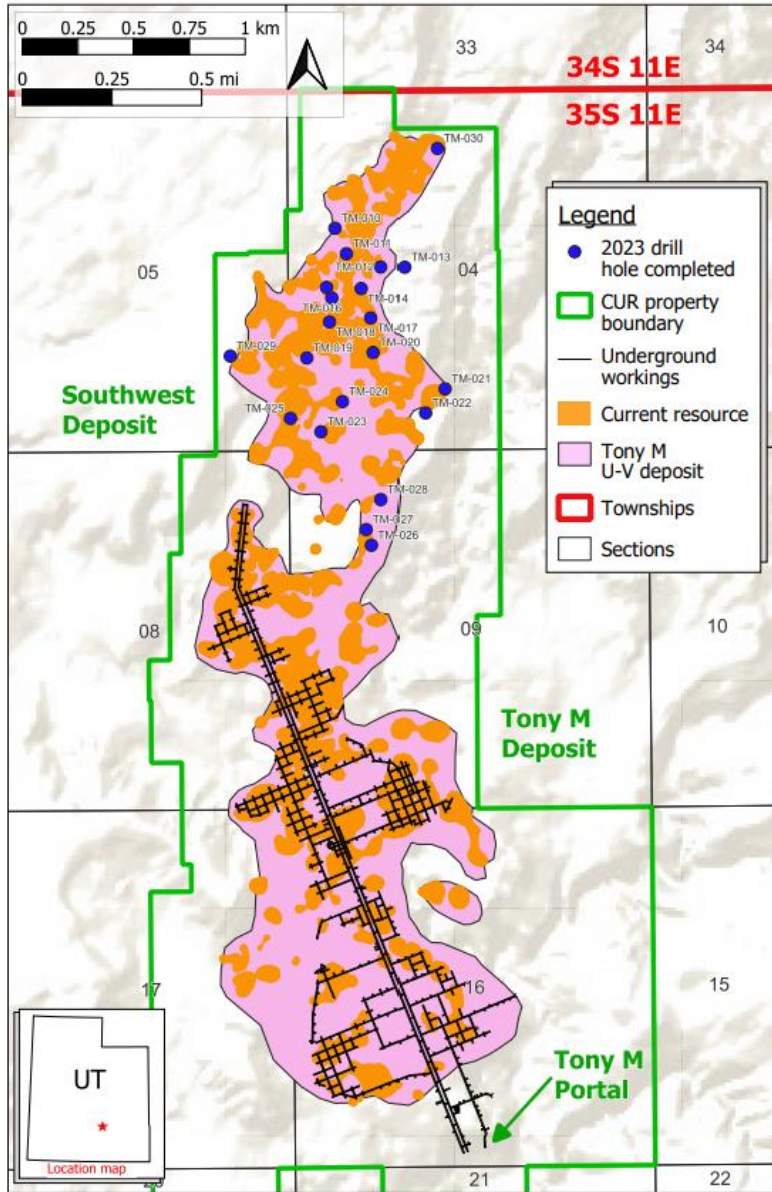 0 0.25 0.5 0.75 1 km
0 0.25 0.5 mi
33
34
34S 11E
35S 11E
TM-030
TM-010
TM-011
TM-012
TM-013
05
04
TM-014
TM-016
TM-017
TM-018
TM-029
TM-019
TM-020
TM-021
TM-024
TM-022
TM-025
TM-023
Southwest
Deposit
TM-028
TM-027
TM-026
Legend
2023 drill
hole completed
CUR property
boundary
Underground
workings
Current resource
Tony M
U-V deposit
Townships
Sections
08
09
10
Tony M
Deposit
17
16
15
Tony M
Portal
UT
Location map
21
22